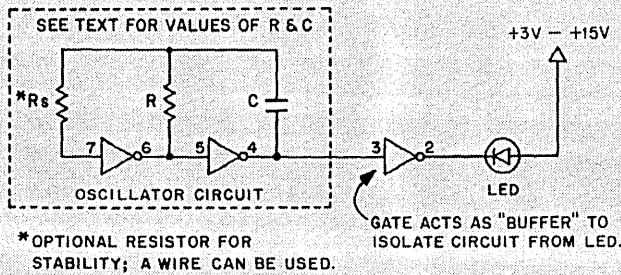 SEE TEXT FOR VALUES OF R & C
+3V – +15V
*Rs
R
C
7
6
5
4
3
2
OSCILLATOR CIRCUIT
LED
GATE ACTS AS "BUFFER" TO
ISOLATE CIRCUIT FROM LED.
*OPTIONAL RESISTOR FOR
STABILITY; A WIRE CAN BE USED.